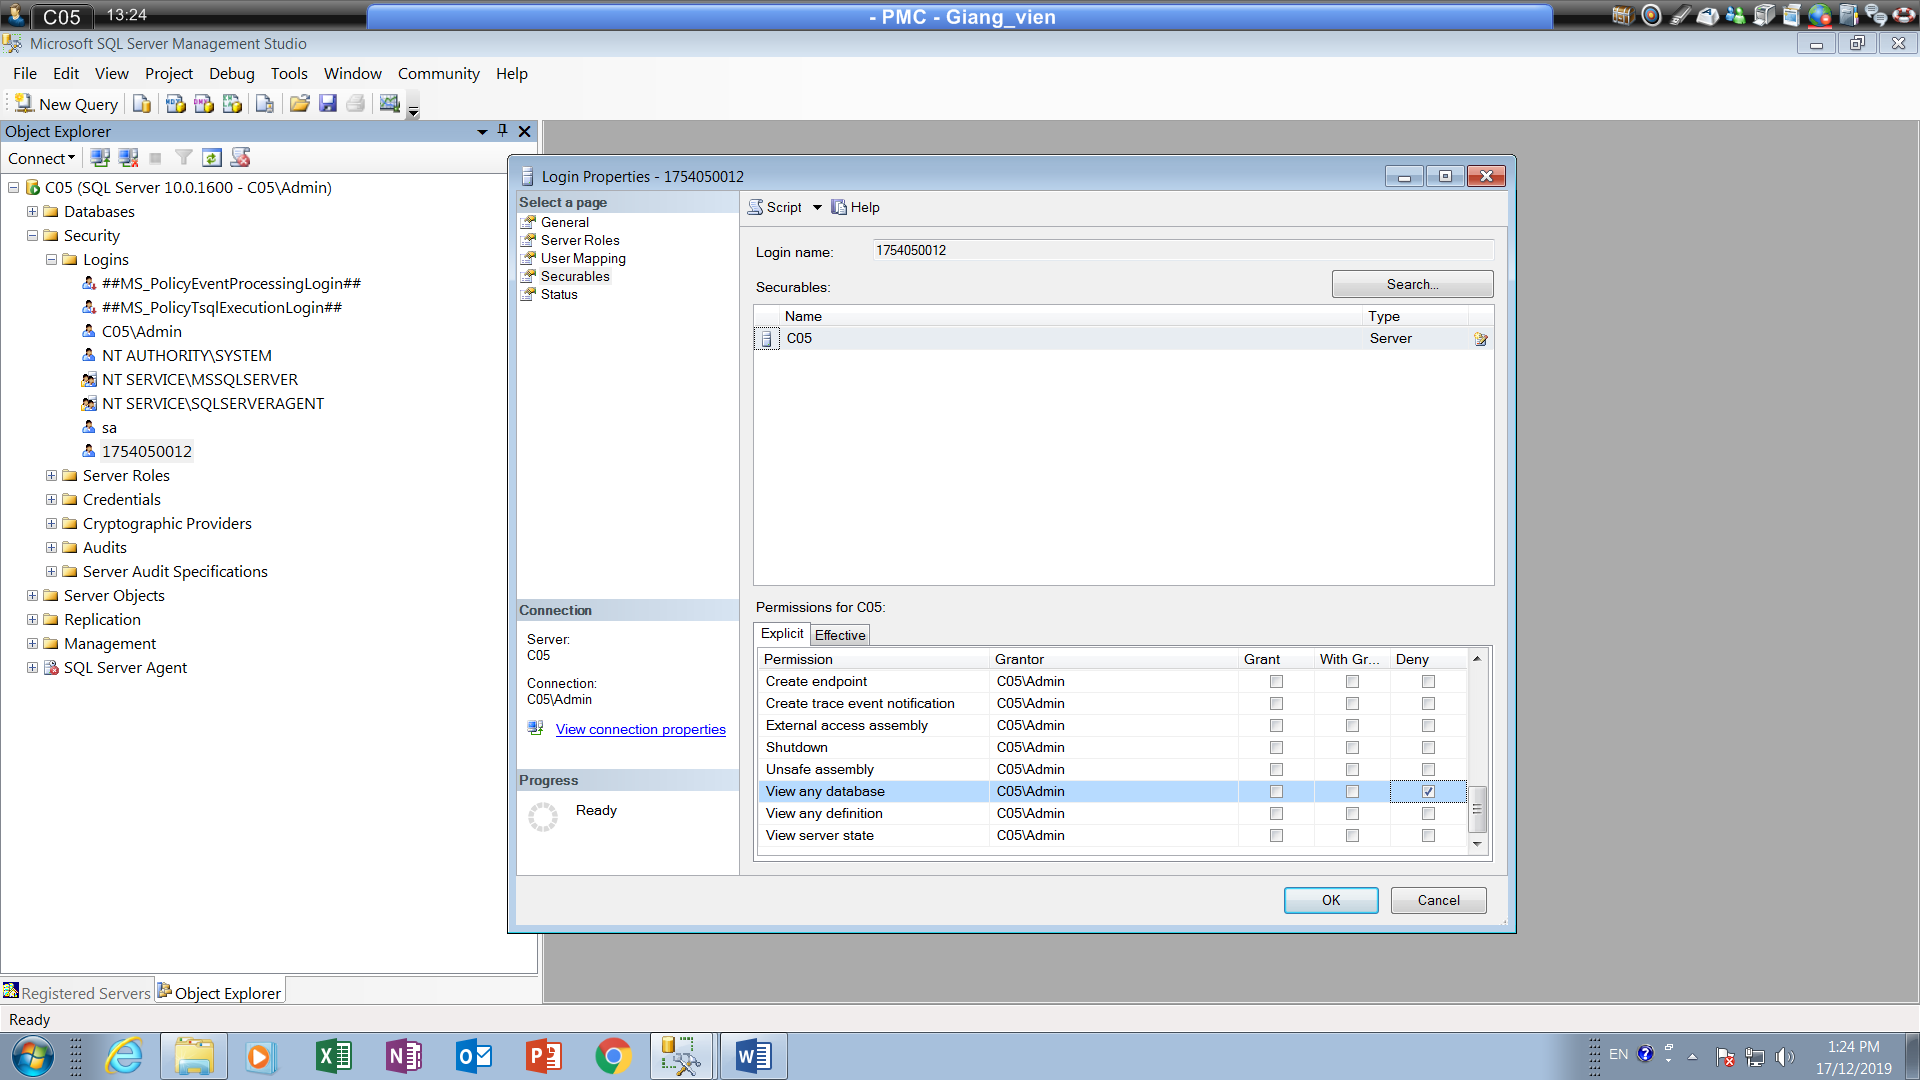 C05
13:24
- PMC - Giang_vien
Microsoft SQL Server Management Studio
File Edit View Project Debug Tools Window Community Help
New Query
Object Explorer
Connect
C05 (SQL Server 10.0.1600 - C05\Admin)
Databases
Security
Logins
##MS_PolicyEventProcessingLogin##
##MS_PolicyTsqlExecutionLogin##
C05\Admin
NT AUTHORITY\SYSTEM
NT SERVICE\MSSQLSERVER
NT SERVICE\SQLSERVERAGENT
sa
1754050012
Server Roles
Credentials
Cryptographic Providers
Audits
Server Audit Specifications
Server Objects
Replication
Management
SQL Server Agent
Registered Servers
Object Explorer
Ready
Login Properties - 1754050012
Select a page
General
Server Roles
User Mapping
Securables
Status
Connection
Server:
C05
Connection:
C05\Admin
View connection properties
Progress
Ready
Script Help
Login name: 1754050012
Securables:
Search...
Name Type
C05 Server
Permissions for C05:
Explicit Effective
Permission Grantor Grant With Gr... Deny
Create endpoint C05\Admin
Create trace event notification C05\Admin
External access assembly C05\Admin
Shutdown C05\Admin
Unsafe assembly C05\Admin
View any database C05\Admin
View any definition C05\Admin
View server state C05\Admin
OK Cancel
EN
1:24 PM
17/12/2019